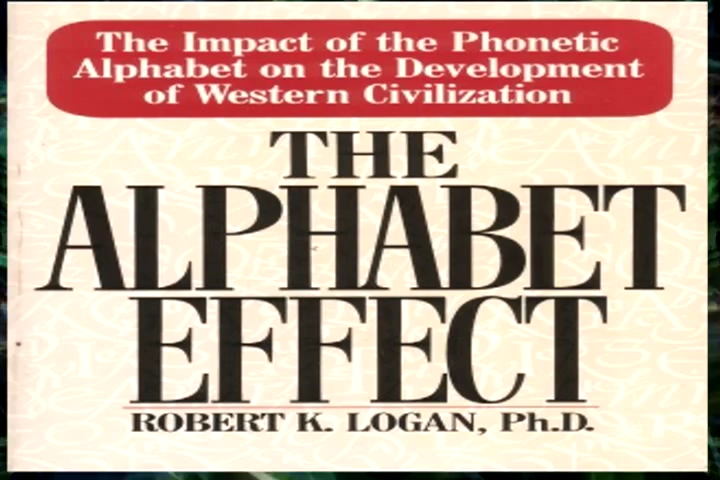 The Impact of the Phonetic
Alphabet on the Development
of Western Civilization
THE
ALPHABET
EFFECT
ROBERT K. LOGAN, Ph.D.